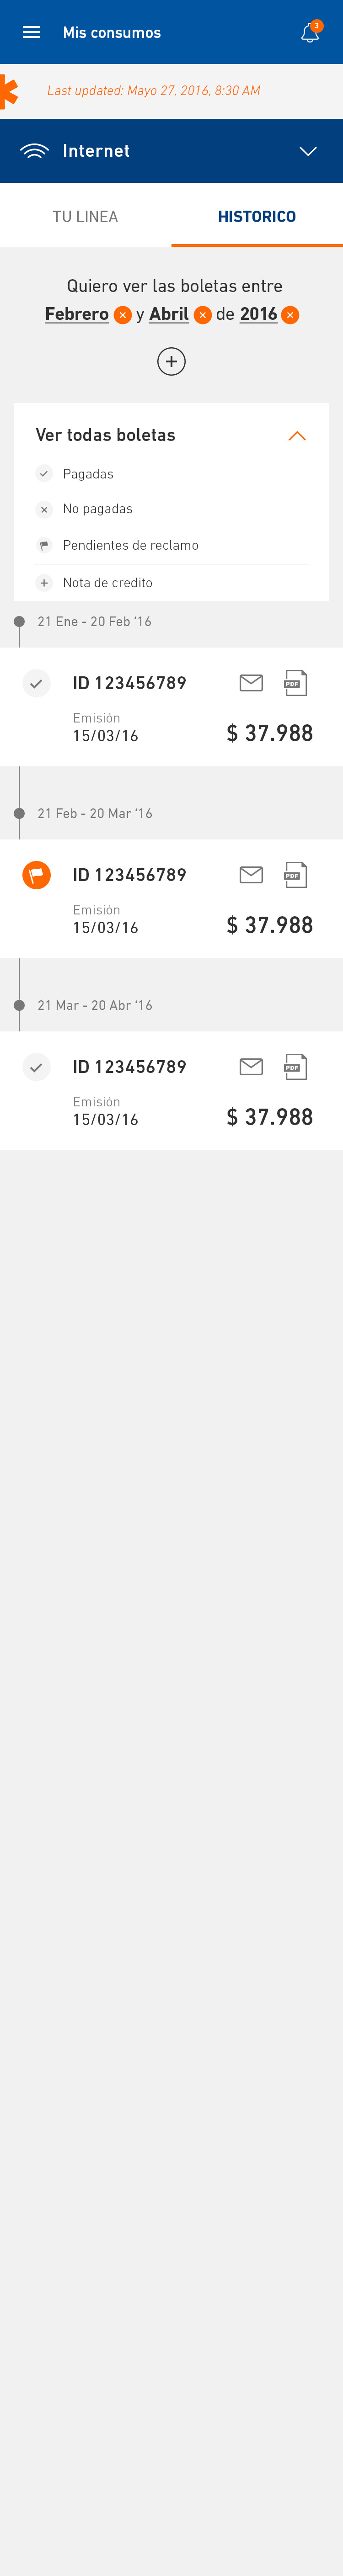 Mis consumos
3
Last updated: Mayo 27, 2016, 8:30 AM
Internet
TU LINEA
HISTORICO
Quiero ver las boletas entre
Febrero y Abril de 2016
Ver todas boletas
Pagadas
No pagadas
Pendientes de reclamo
Nota de credito
21 Ene - 20 Feb ‘16
ID 123456789
PDF
Emisión
15/03/16
$ 37.988
21 Feb - 20 Mar ‘16
ID 123456789
PDF
Emisión
15/03/16
$ 37.988
21 Mar - 20 Abr ‘16
ID 123456789
PDF
Emisión
15/03/16
$ 37.988